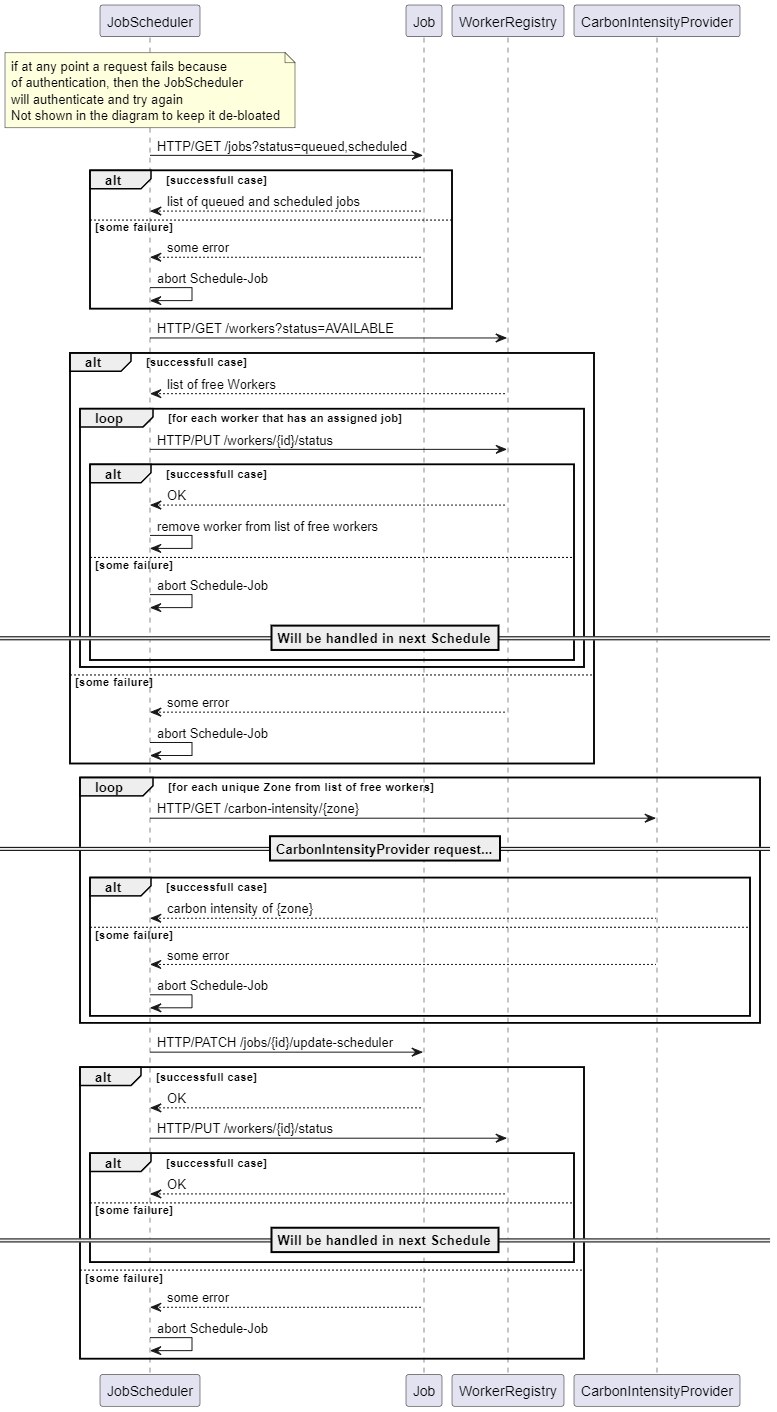 JobScheduler
Job
WorkerRegistry
CarbonIntensityProvider
if at any point a request fails because
of authentication, then the JobScheduler
will authenticate and try again
Not shown in the diagram to keep it de-bloated
HTTP/GET /jobs?status=queued,scheduled
alt
[successfull case]
list of queued and scheduled jobs
[some failure]
some error
abort Schedule-Job
HTTP/GET /workers?status=AVAILABLE
alt
[successfull case]
list of free Workers
loop
[for each worker that has an assigned job]
HTTP/PUT /workers/{id}/status
alt
[successfull case]
OK
remove worker from list of free workers
[some failure]
abort Schedule-Job
Will be handled in next Schedule
[some failure]
some error
abort Schedule-Job
loop
[for each unique Zone from list of free workers]
HTTP/GET /carbon-intensity/{zone}
CarbonIntensityProvider request...
alt
[successfull case]
carbon intensity of {zone}
[some failure]
some error
abort Schedule-Job
HTTP/PATCH /jobs/{id}/update-scheduler
alt
[successfull case]
OK
HTTP/PUT /workers/{id}/status
alt
[successfull case]
OK
[some failure]
Will be handled in next Schedule
[some failure]
some error
abort Schedule-Job
JobScheduler
Job
WorkerRegistry
CarbonIntensityProvider